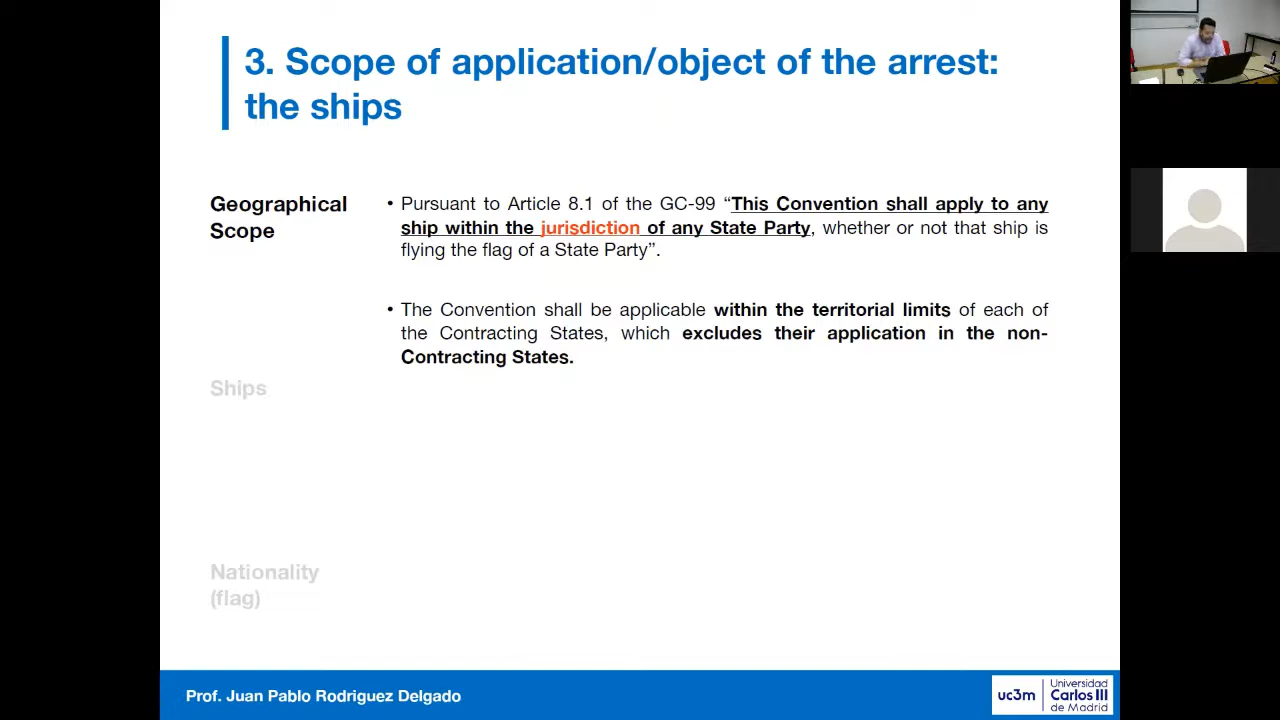 3. Scope of application/object of the arrest:
the ships
Geographical
Scope
• Pursuant to Article 8.1 of the GC-99 “This Convention shall apply to any
ship within the jurisdiction of any State Party, whether or not that ship is
flying the flag of a State Party”.
• The Convention shall be applicable within the territorial limits of each of
the Contracting States, which excludes their application in the non-
Contracting States.
Ships
Nationality
(flag)
Prof. Juan Pablo Rodriguez Delgado
uc3m
Universidad
Carlos III
de Madrid